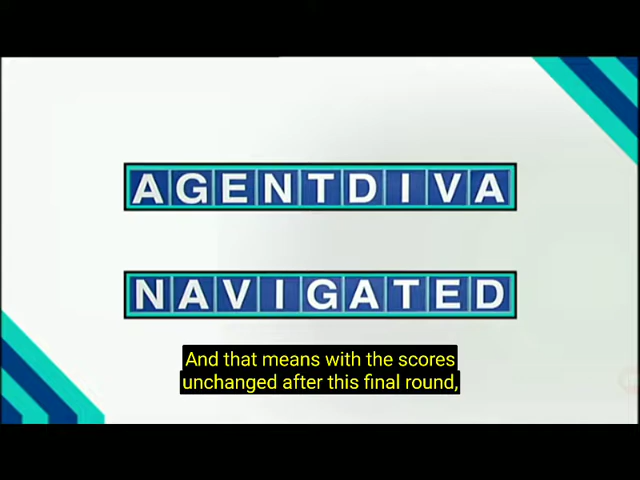 AGENTDIVA
NAVIGATED
And that means with the scores
unchanged after this final round,